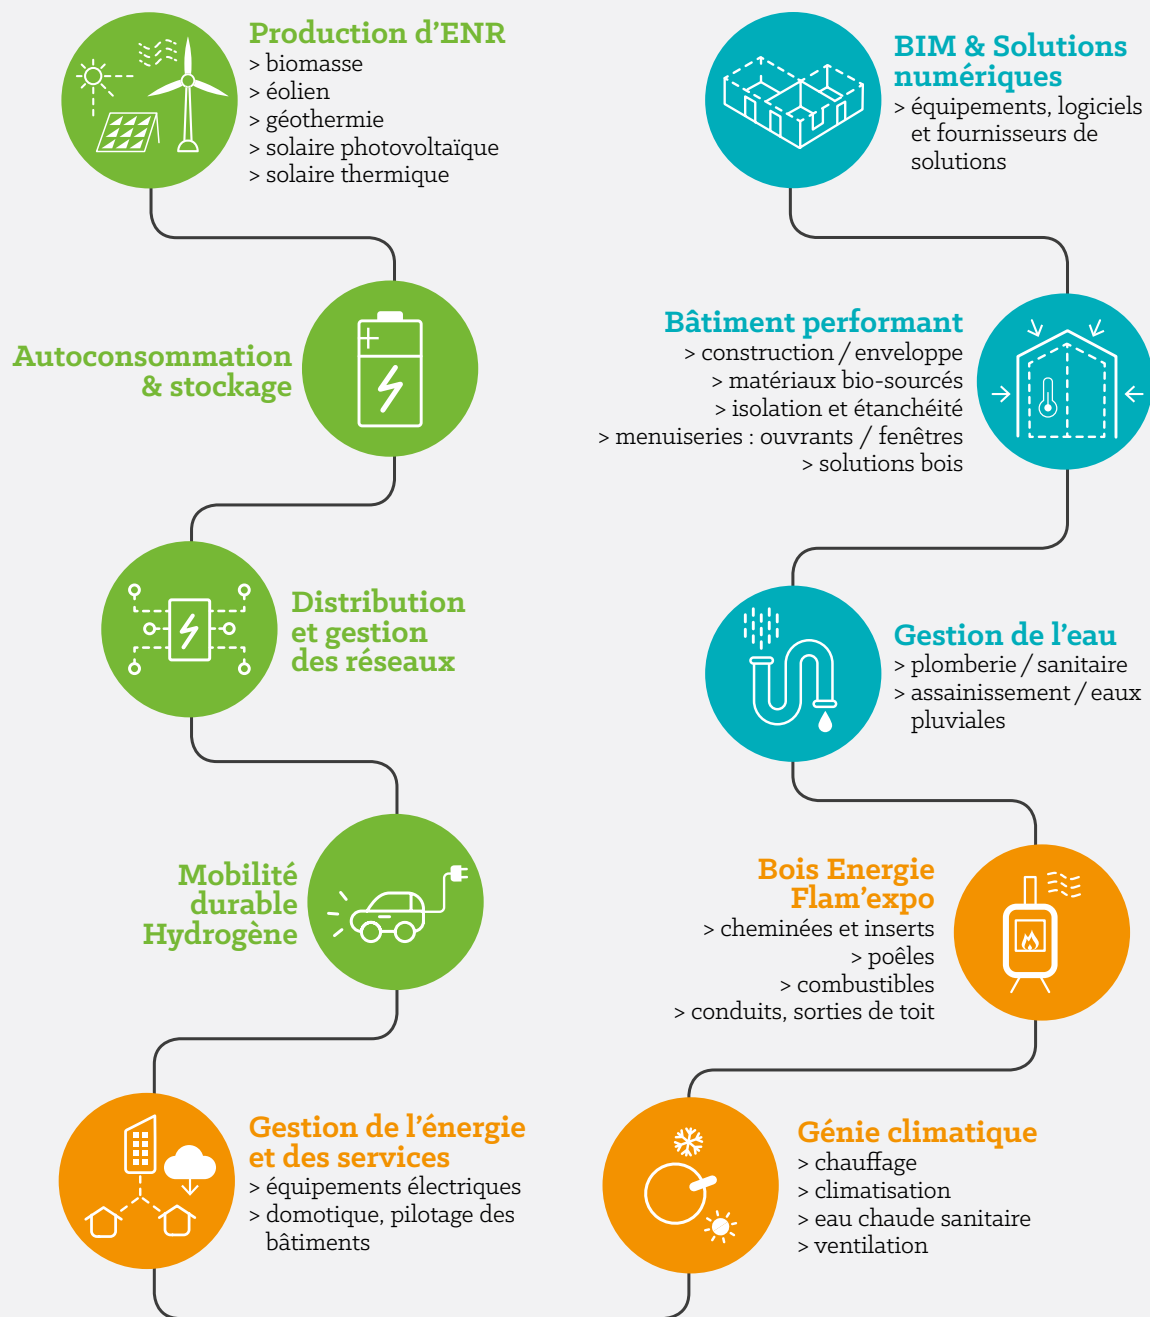 Production d’ENR
> biomasse
> éolien
> géothermie
> solaire photovoltaïque
> solaire thermique
Autoconsommation
& stockage
Distribution
et gestion
des réseaux
Mobilité
durable
Hydrogène
Gestion de l’énergie
et des services
> équipements électriques
> domotique, pilotage des
bâtiments
BIM & Solutions
numériques
> équipements, logiciels
et fournisseurs de
solutions
Bâtiment performant
> construction / enveloppe
> matériaux bio-sourcés
> isolation et étanchéité
> menuiseries : ouvrants / fenêtres
> solutions bois
Gestion de l’eau
> plomberie / sanitaire
> assainissement / eaux
pluviales
Bois Energie
Flam’expo
> cheminées et inserts
> poêles
> combustibles
> conduits, sorties de toit
Génie climatique
> chauffage
> climatisation
> eau chaude sanitaire
> ventilation